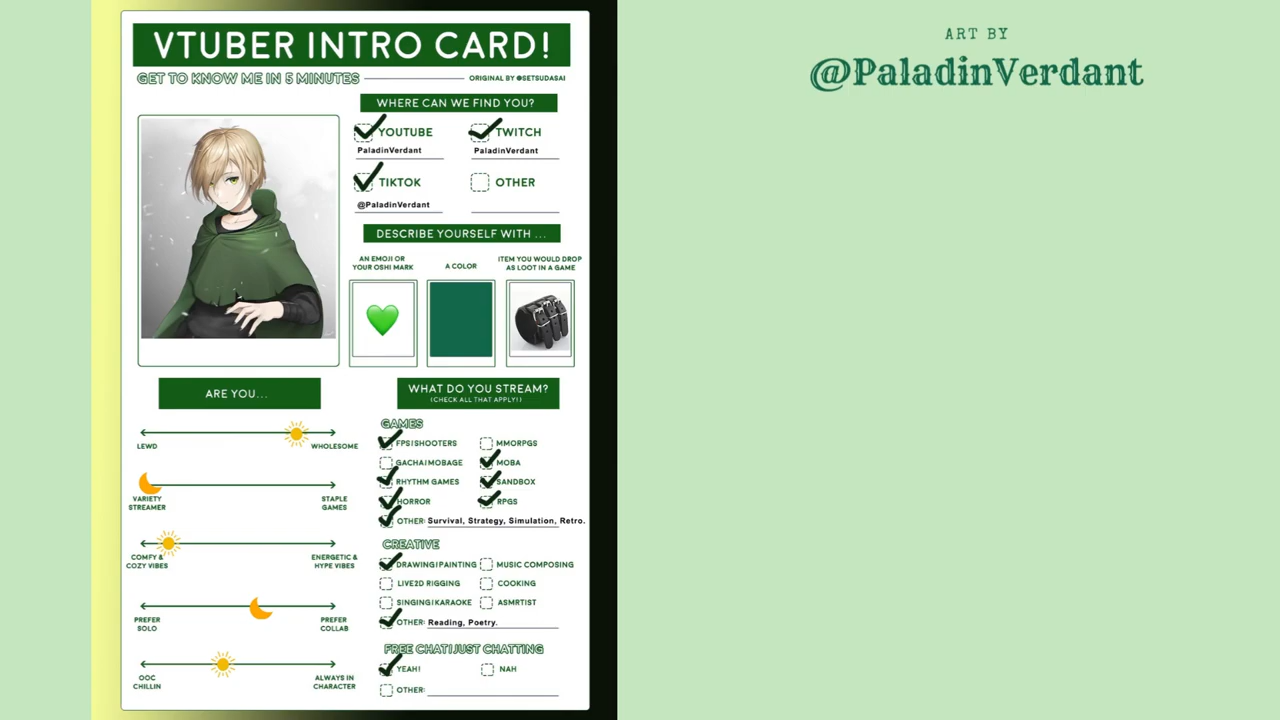 VTUBER INTRO CARD!
GET TO KNOW ME IN 5 MINUTES
ORIGINAL BY @SETSUDASAI
WHERE CAN WE FIND YOU?
YOUTUBE
TWITCH
PaladinVerdant
PaladinVerdant
TIKTOK
OTHER
@PaladinVerdant
DESCRIBE YOURSELF WITH ...
AN EMOJI OR
YOUR OSHI MARK
A COLOR
ITEM YOU WOULD DROP
AS LOOT IN A GAME
ARE YOU...
LEWD
WHOLESOME
VARIETY
STREAMER
STAPLE
GAMES
COMFY &
COZY VIBES
ENERGETIC &
HYPE VIBES
PREFER
SOLO
PREFER
COLLAB
OOC
CHILLIN
ALWAYS IN
CHARACTER
WHAT DO YOU STREAM?
(CHECK ALL THAT APPLY!)
GAMES
FPS|SHOOTERS
MMORPGS
GACHA|MOBAGE
MOBA
RHYTHM GAMES
SANDBOX
HORROR
RPGS
OTHER: Survival, Strategy, Simulation, Retro.
CREATIVE
DRAWING|PAINTING
MUSIC COMPOSING
LIVE2D RIGGING
COOKING
SINGING|KARAOKE
ASMRTIST
OTHER: Reading, Poetry.
FREE CHAT|JUST CHATTING
YEAH!
NAH
OTHER:
ART BY
@PaladinVerdant